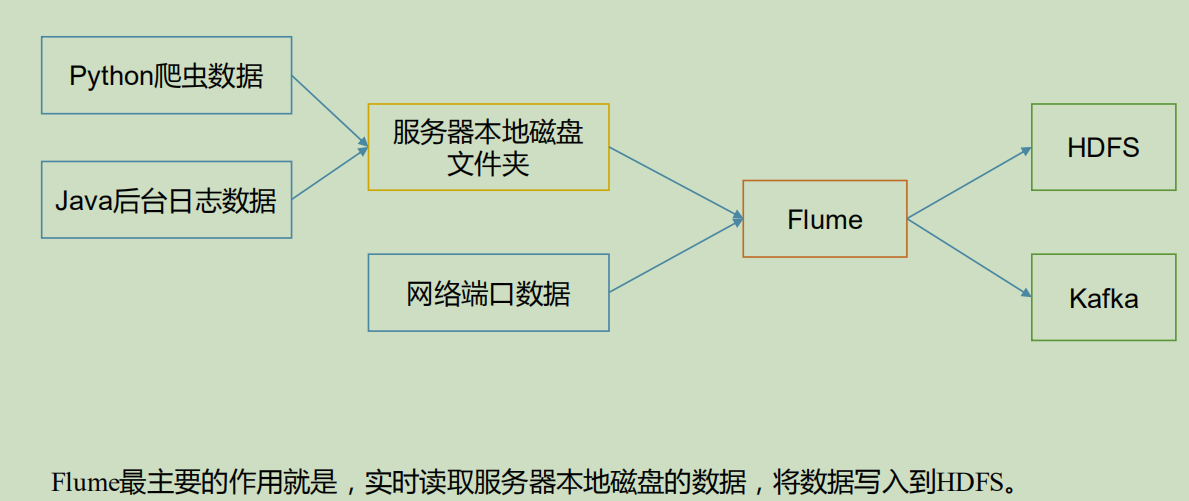 Python爬虫数据
Java后台日志数据
服务器本地磁盘
文件夹
网络端口数据
Flume
HDFS
Kafka
Flume最主要的作用就是，实时读取服务器本地磁盘的数据，将数据写入到HDFS。